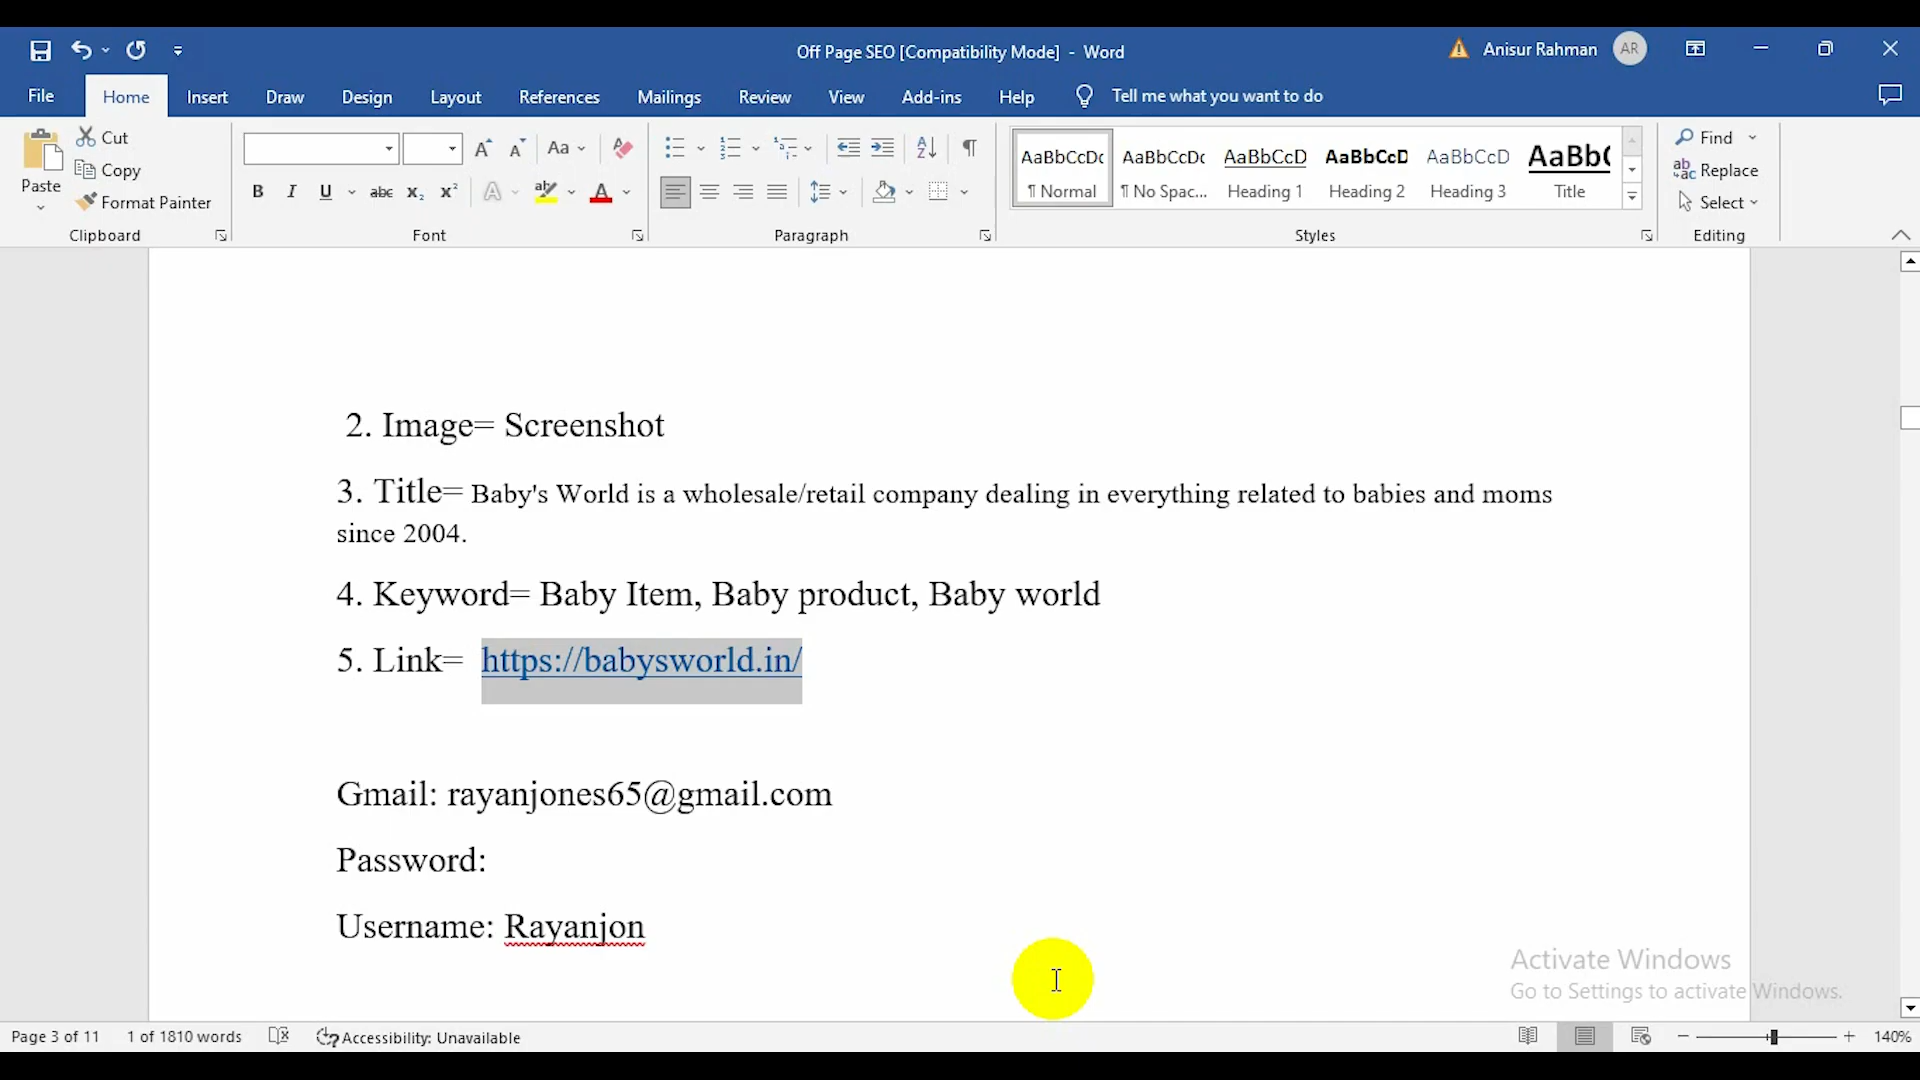 Off Page SEO [Compatibility Mode] - Word
Anisur Rahman AR
File Home Insert Draw Design Layout References Mailings Review View Add-ins Help Tell me what you want to do
Paste
Cut
Copy
Format Painter
Clipboard
Aa
B I U abc x₂ x² A A
Font
Paragraph
AaBbCcDc AaBbCcDc AaBbCcD AaBbCcD AaBbCcD AaBb(
¶ Normal ¶ No Spac... Heading 1 Heading 2 Heading 3 Title
Styles
Find
Replace
Select
Editing
2. Image= Screenshot
3. Title= Baby's World is a wholesale/retail company dealing in everything related to babies and moms
since 2004.
4. Keyword= Baby Item, Baby product, Baby world
5. Link= https://babysworld.in/
Gmail: rayanjones65@gmail.com
Password:
Username: Rayanjon
Activate Windows
Go to Settings to activate Windows.
Page 3 of 11 1 of 1810 words Accessibility: Unavailable 140%